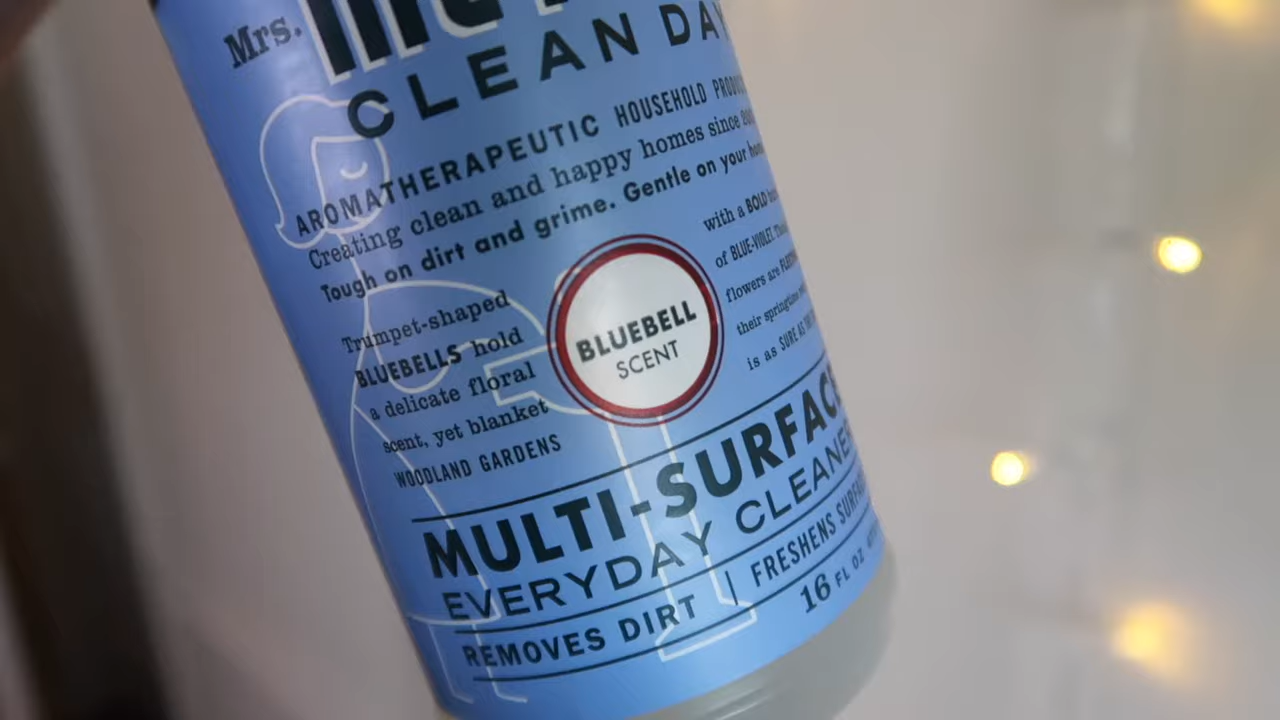 Mrs.
CLEAN DAY
AROMATHERAPEUTIC HOUSEHOLD
Creating clean and happy homes since
Tough on dirt and grime. Gentle on your
Trumpet-shaped
BLUEBELLS hold
a delicate floral
scent, yet blanket
WOODLAND GARDENS
BLUEBELL
SCENT
with a BOLD
of BLUE-VIOLET.
flowers are
their springtime
is as SURE AS
MULTI-SURFACE
EVERYDAY CLEANER
REMOVES DIRT | FRESHENS
16 FL OZ